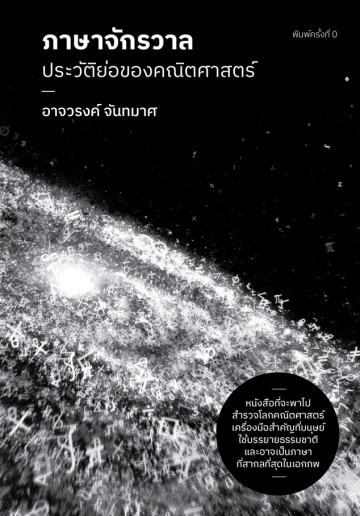 พิมพ์ครั้งที่ 0
ภาษาจักรวาล
ประวัติย่อของคณิตศาสตร์
อาจวรงค์ จันทมาศ
หนังสือที่จะพาไป
สำรวจโลกคณิตศาสตร์
เครื่องมือสำคัญที่มนุษย์
ใช้บรรยายธรรมชาติ
และอาจเป็นภาษา
ที่สากลที่สุดในเอกภพ